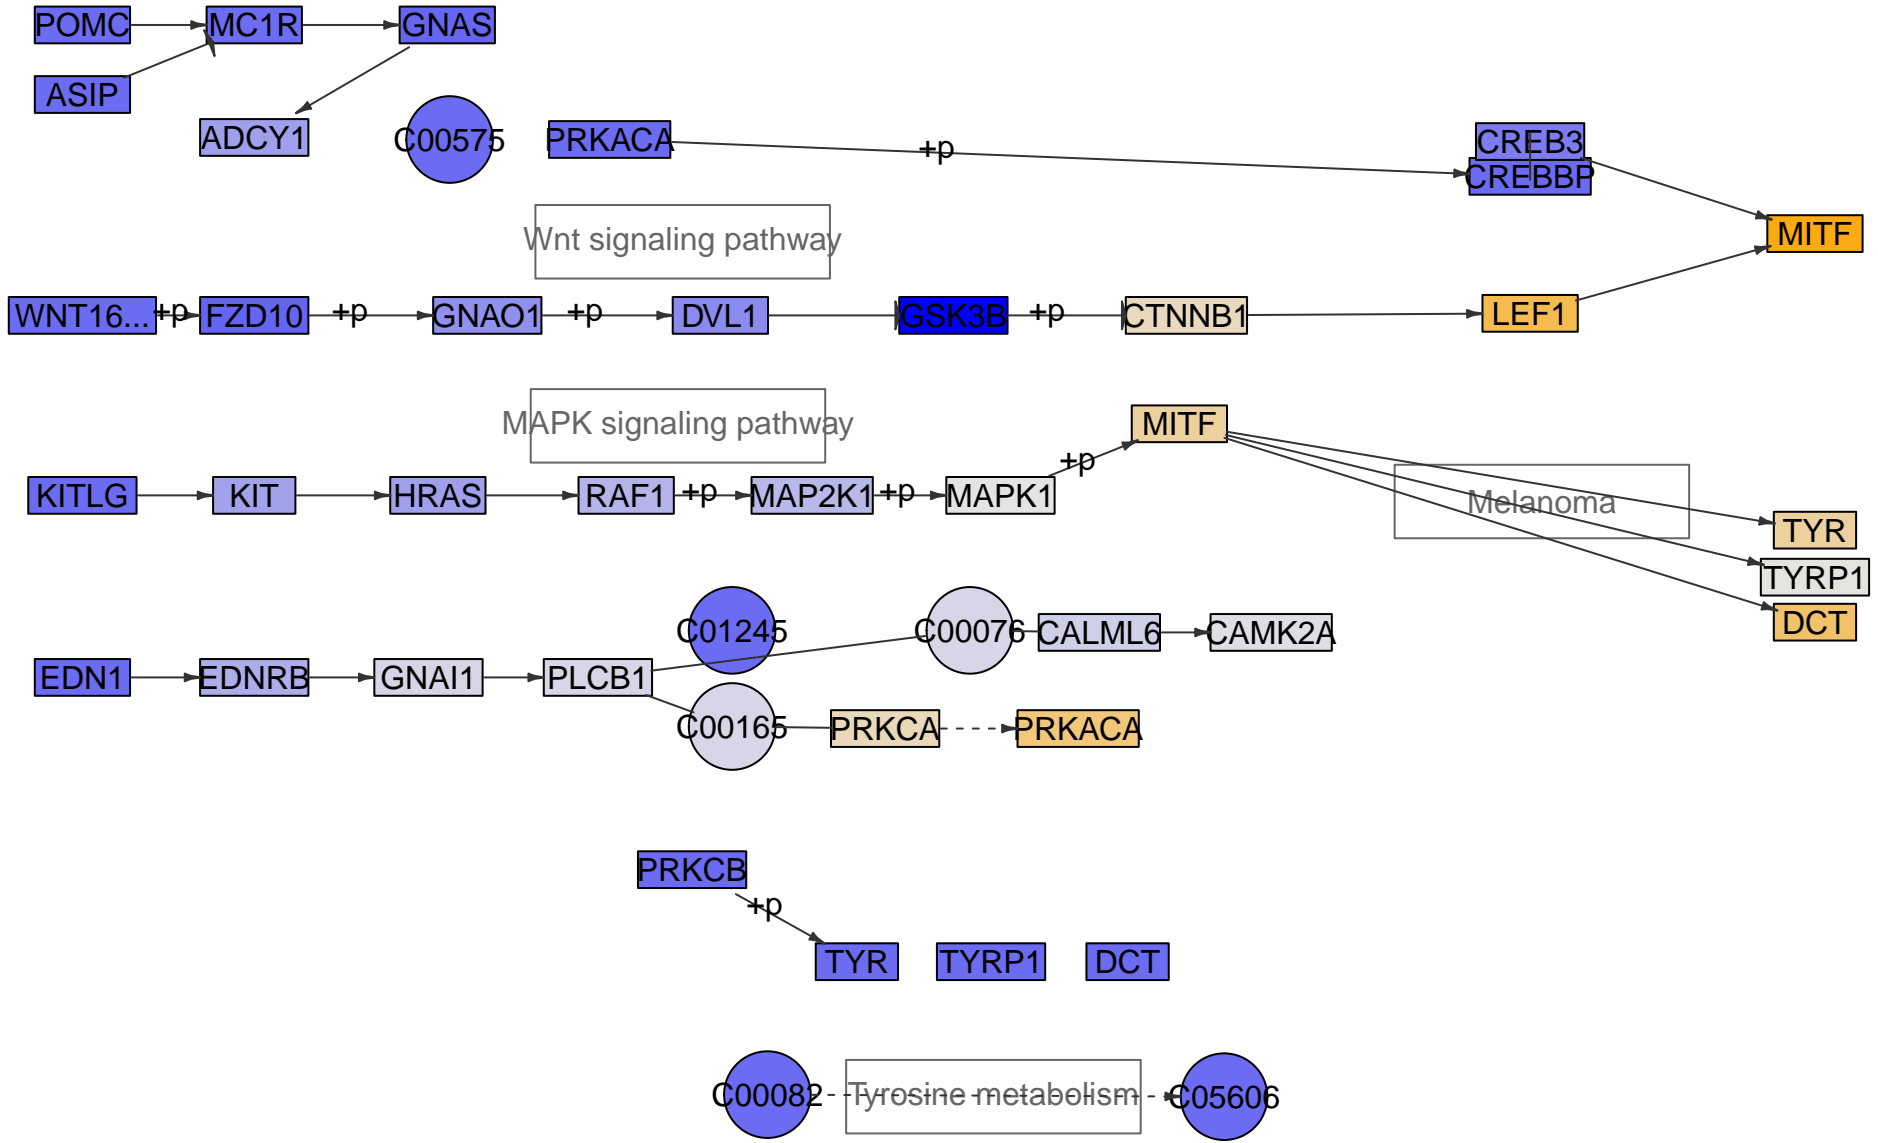 POMC
MC1R
GNAS
ASIP
ADCY1
C00575
PRKACA
+p
CREB3
CREBBP
Wnt signaling pathway
MITF
WNT16...
+p
FZD10
+p
GNAO1
+p
DVL1
GSK3B
+p
CTNNB1
LEF1
MAPK signaling pathway
MITF
+p
KITLG
KIT
HRAS
RAF1
+p
MAP2K1
+p
MAPK1
Melanoma
TYR
TYRP1
DCT
C01245
C00076
CALML6
CAMK2A
EDN1
EDNRB
GNAI1
PLCB1
C00165
PRKCA
PRKACA
PRKCB
+p
TYR
TYRP1
DCT
C00082
Tyrosine metabolism
C05606